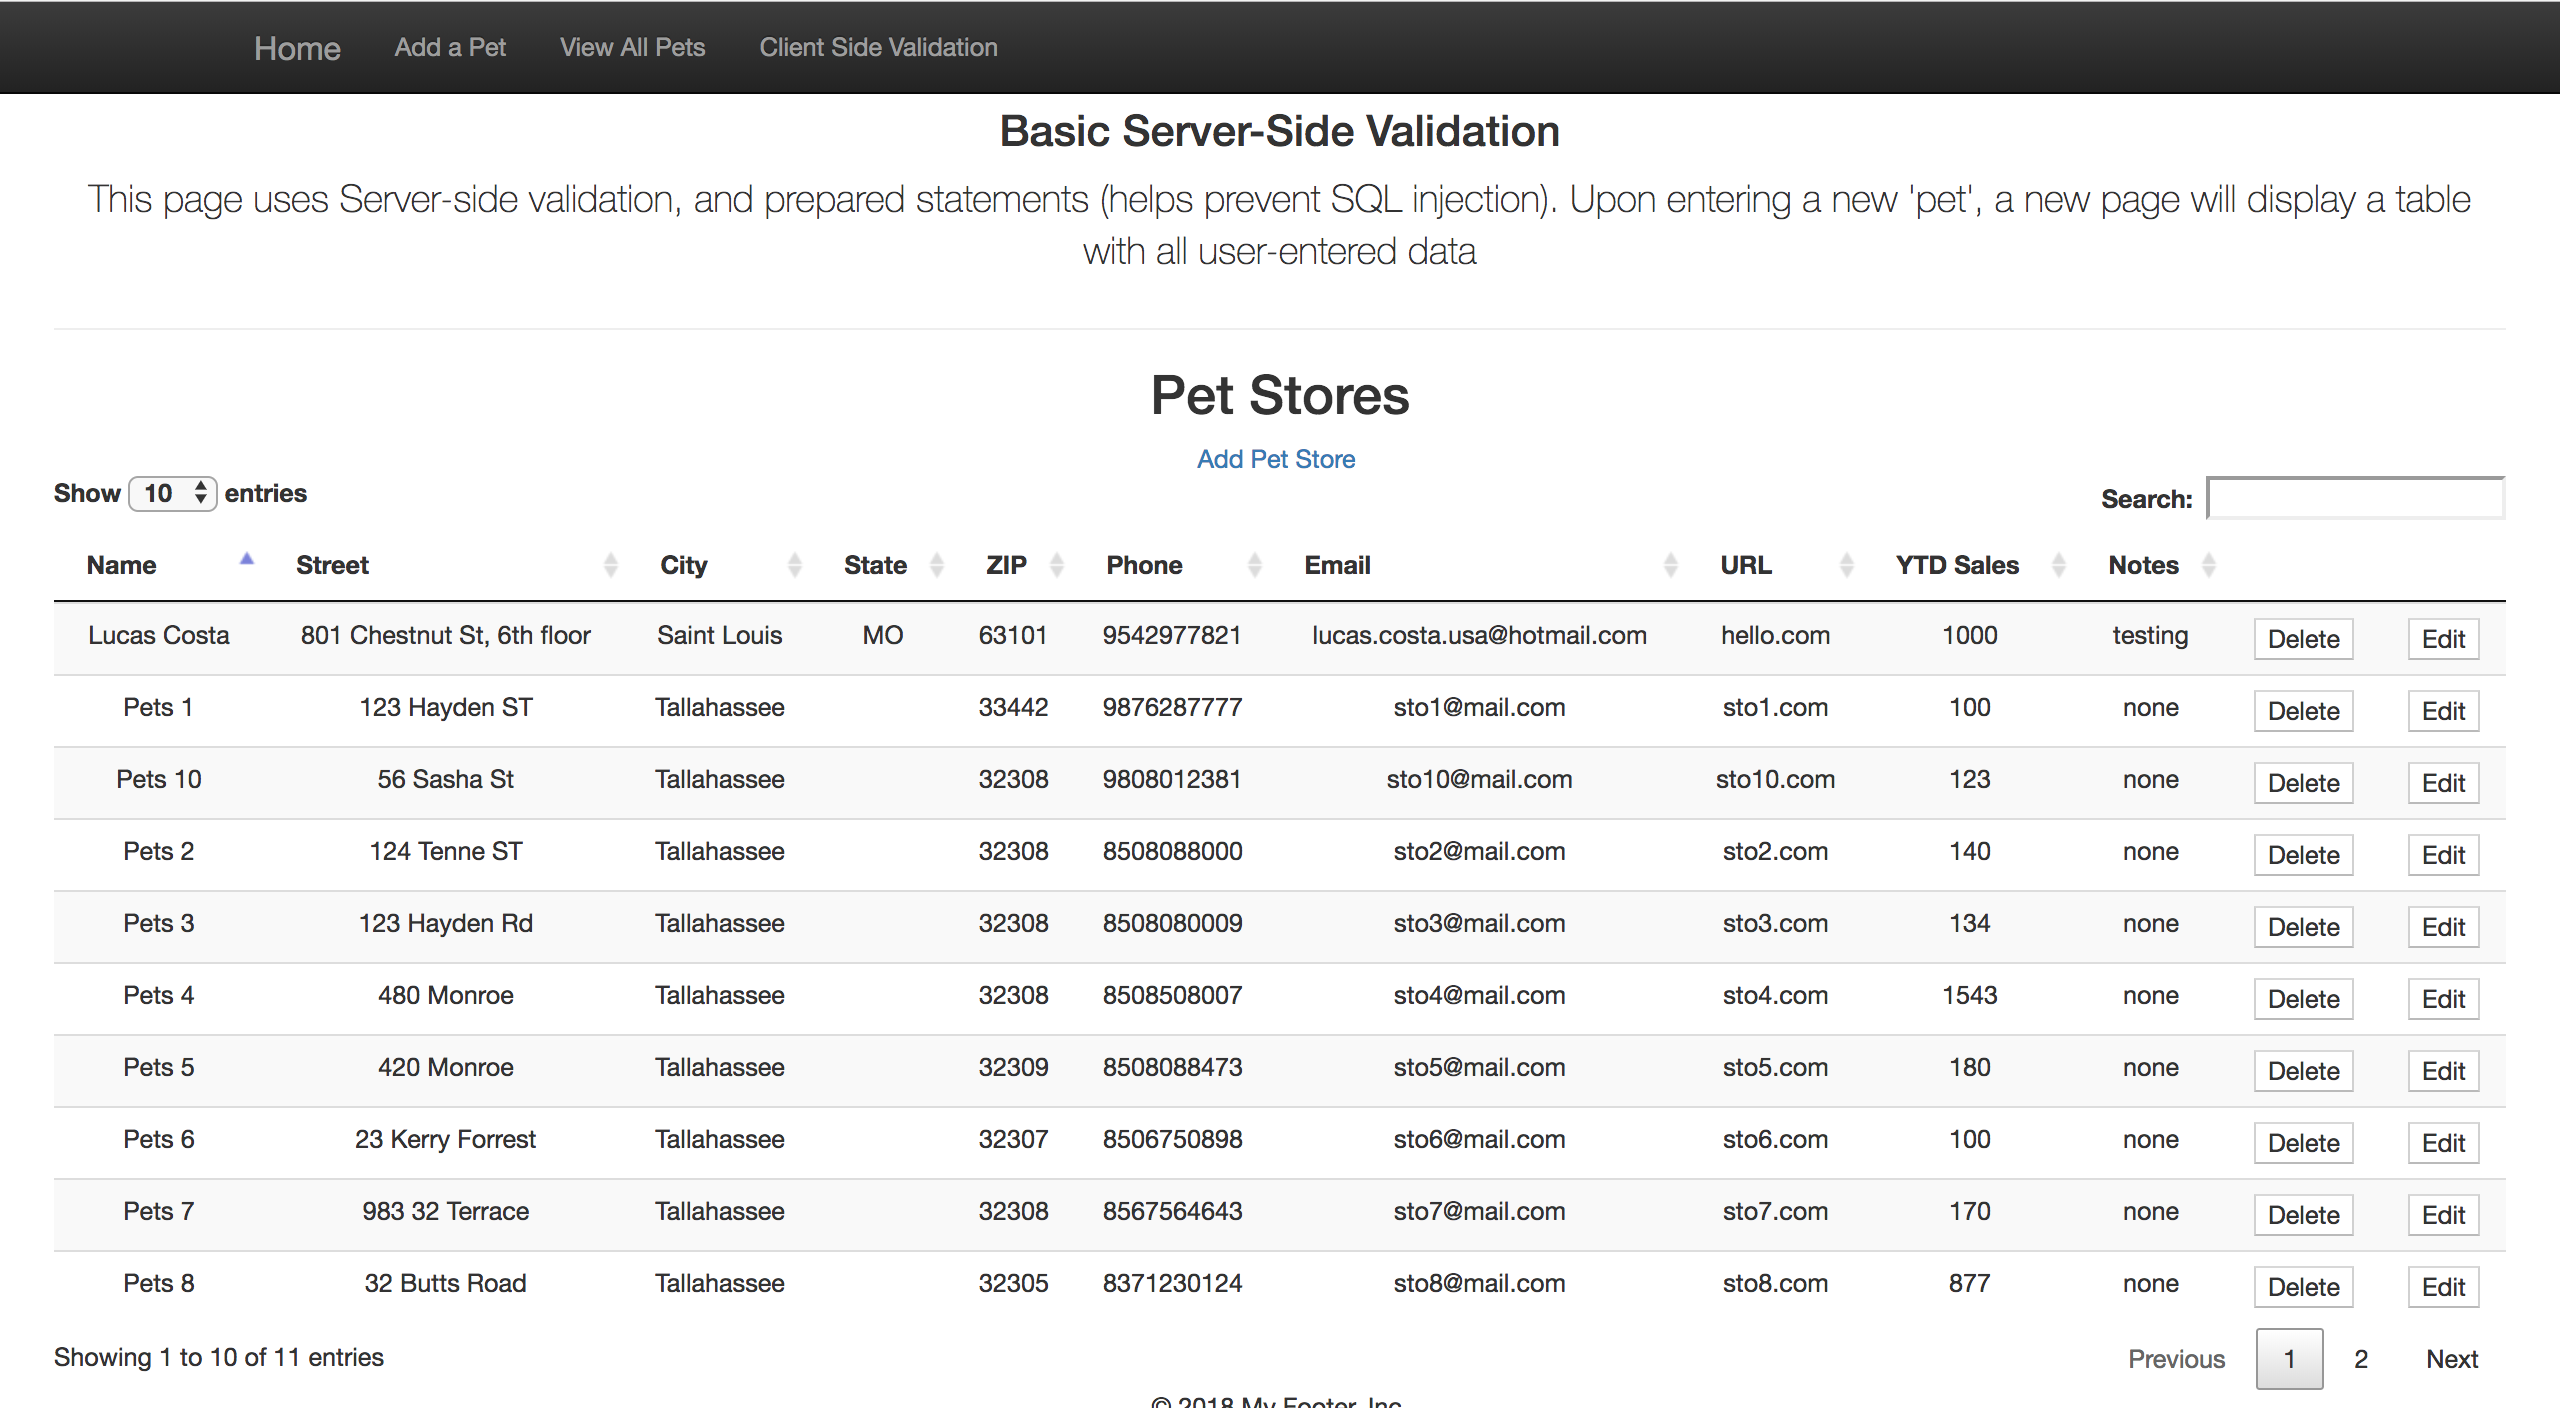 Home Add a Pet View All Pets Client Side Validation
Basic Server-Side Validation
This page uses Server-side validation, and prepared statements (helps prevent SQL injection). Upon entering a new 'pet', a new page will display a table
with all user-entered data
Pet Stores
Add Pet Store
Show 10 entries Search:
Name Street City State ZIP Phone Email URL YTD Sales Notes
Lucas Costa 801 Chestnut St, 6th floor Saint Louis MO 63101 9542977821 lucas.costa.usa@hotmail.com hello.com 1000 testing Delete Edit
Pets 1 123 Hayden ST Tallahassee 33442 9876287777 sto1@mail.com sto1.com 100 none Delete Edit
Pets 10 56 Sasha St Tallahassee 32308 9808012381 sto10@mail.com sto10.com 123 none Delete Edit
Pets 2 124 Tenne ST Tallahassee 32308 8508088000 sto2@mail.com sto2.com 140 none Delete Edit
Pets 3 123 Hayden Rd Tallahassee 32308 8508080009 sto3@mail.com sto3.com 134 none Delete Edit
Pets 4 480 Monroe Tallahassee 32308 8508508007 sto4@mail.com sto4.com 1543 none Delete Edit
Pets 5 420 Monroe Tallahassee 32309 8508088473 sto5@mail.com sto5.com 180 none Delete Edit
Pets 6 23 Kerry Forrest Tallahassee 32307 8506750898 sto6@mail.com sto6.com 100 none Delete Edit
Pets 7 983 32 Terrace Tallahassee 32308 8567564643 sto7@mail.com sto7.com 170 none Delete Edit
Pets 8 32 Butts Road Tallahassee 32305 8371230124 sto8@mail.com sto8.com 877 none Delete Edit
Showing 1 to 10 of 11 entries Previous 1 2 Next
© 2018 My Footer, Inc